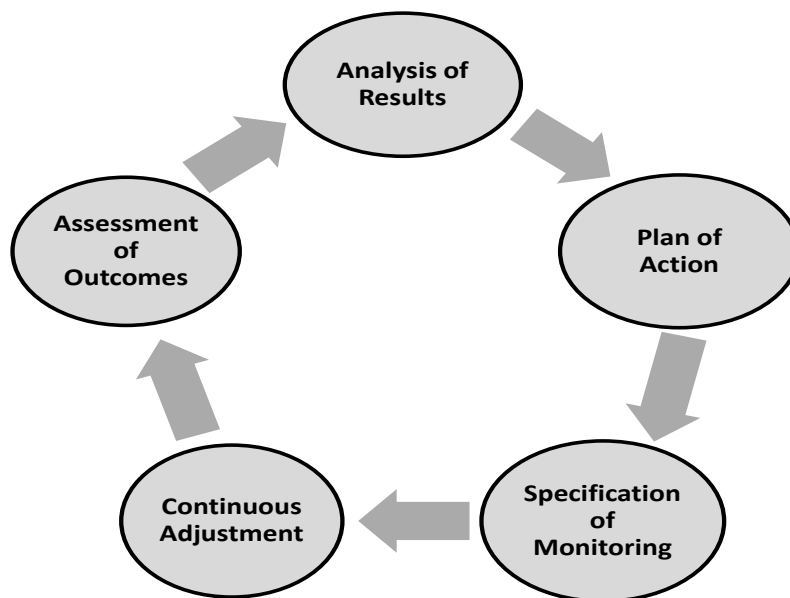 Analysis of
Results
Plan of
Action
Specification
of
Monitoring
Continuous
Adjustment
Assessment
of
Outcomes